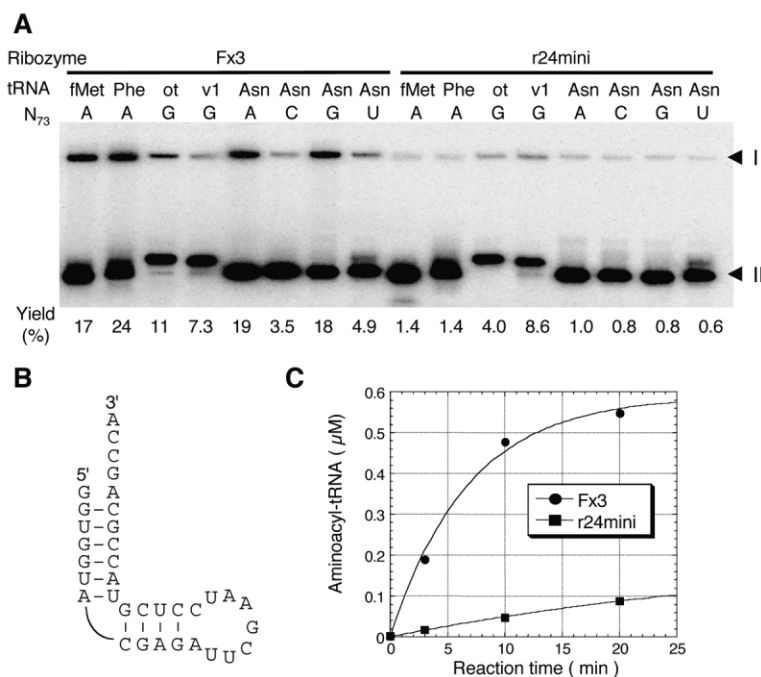 A
Ribozyme Fx3 r24mini
tRNA fMet Phe ot v1 Asn Asn Asn Asn fMet Phe ot v1 Asn Asn Asn Asn
N73 A A G G A C G U A A G G A C G U
I
II
Yield (%) 17 24 11 7.3 19 3.5 18 4.9 1.4 1.4 4.0 8.6 1.0 0.8 0.8 0.6
B
3'
A
C
C
G
5' A
G C
G G
U C
G C
G A
U U
A
G C U C C U A A G C
C G A G A U U
C
Aminoacyl-tRNA ( µM )
0.6
0.5
0.4
0.3
0.2
0.1
0
Fx3
r24mini
0 5 10 15 20 25
Reaction time ( min )